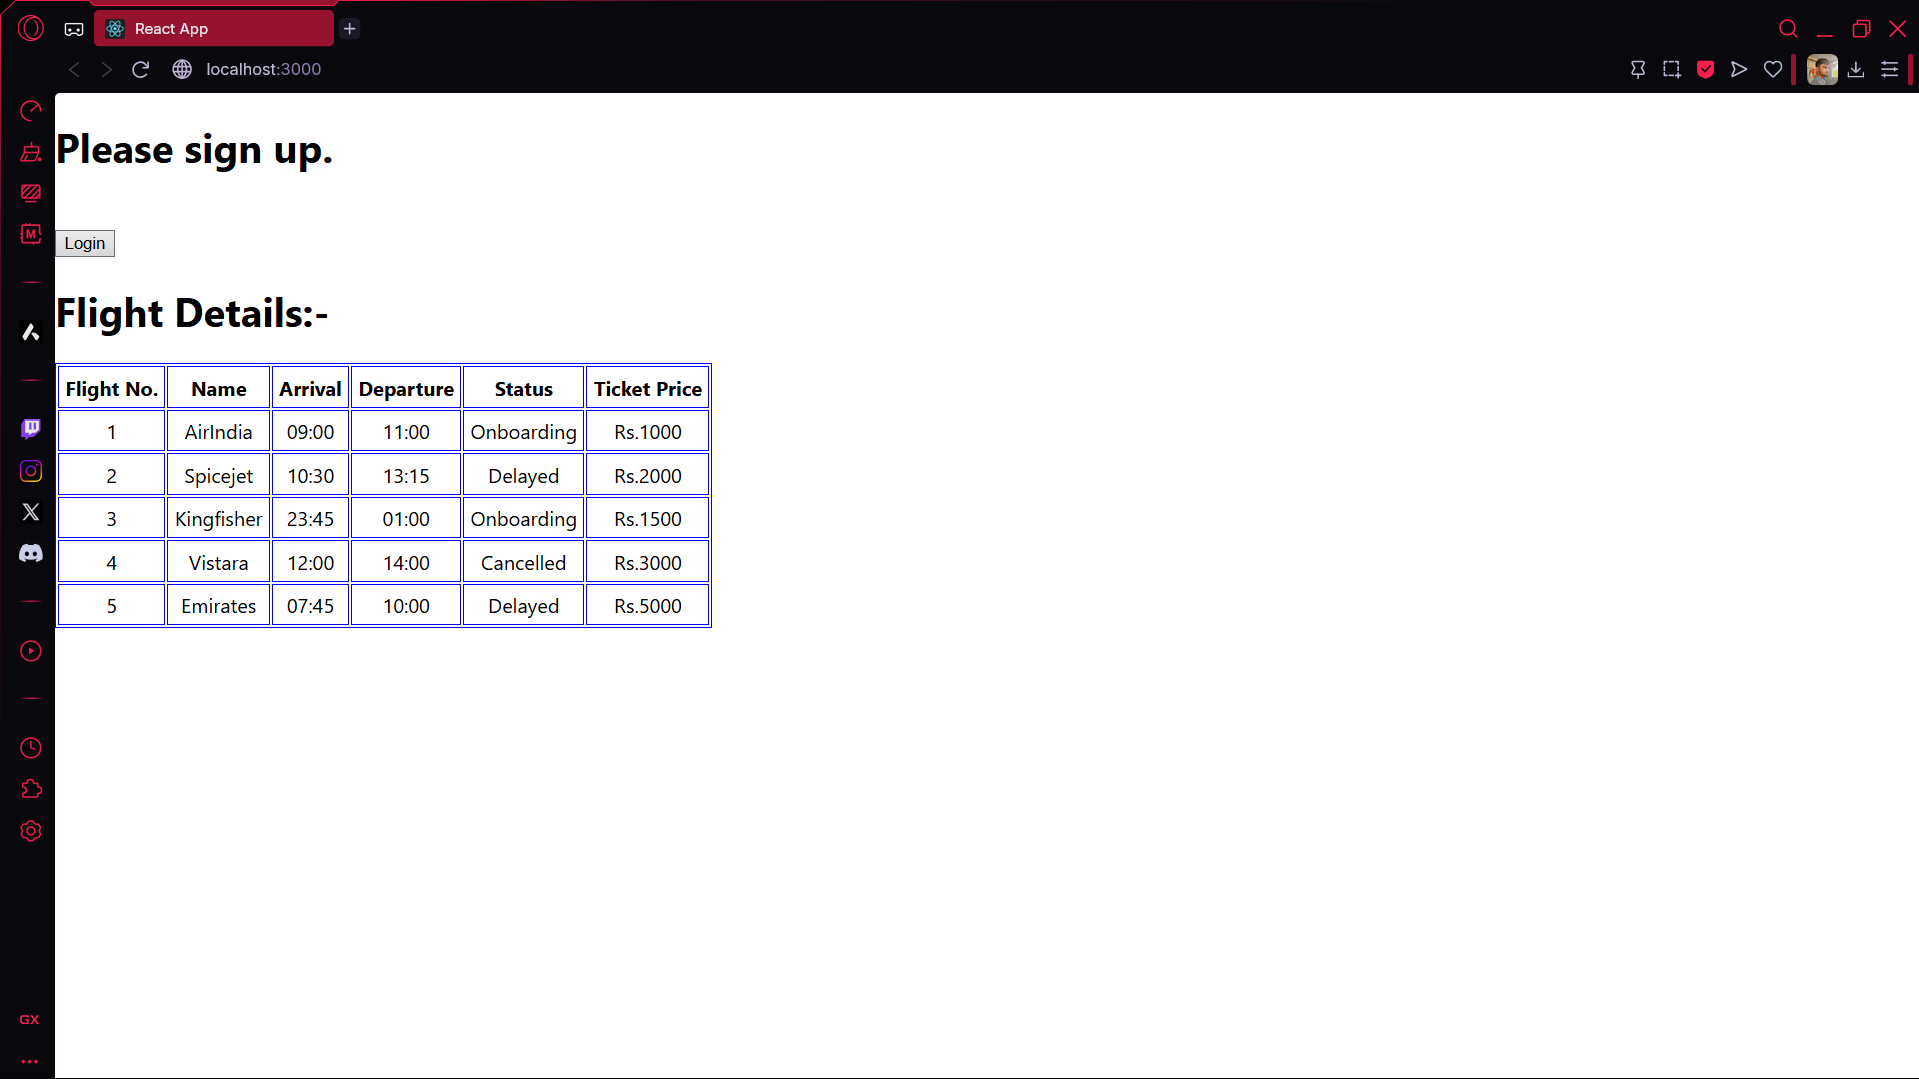 React App
localhost:3000
Please sign up.
Login
Flight Details:-
Flight No. Name Arrival Departure Status Ticket Price
1 AirIndia 09:00 11:00 Onboarding Rs.1000
2 Spicejet 10:30 13:15 Delayed Rs.2000
3 Kingfisher 23:45 01:00 Onboarding Rs.1500
4 Vistara 12:00 14:00 Cancelled Rs.3000
5 Emirates 07:45 10:00 Delayed Rs.5000
M
GX